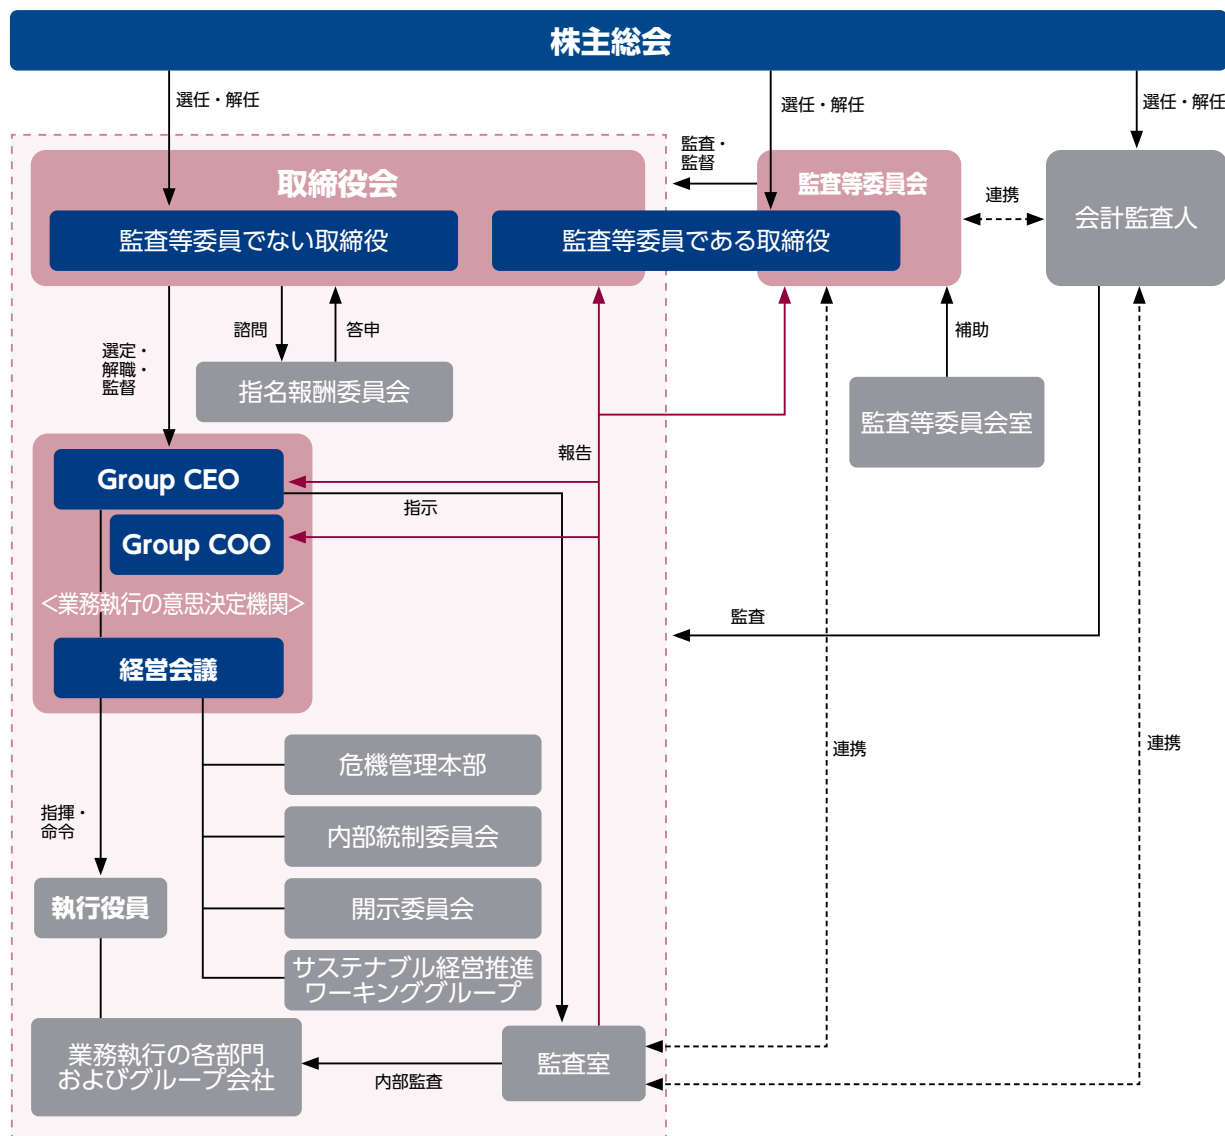 株主総会
選任・解任
選任・解任
選任・解任
取締役会
監査等委員でない取締役
監査等委員である取締役
監査・
監督
監査等委員会
連携
会計監査人
選定・
解職・
監督
諮問
答申
指名報酬委員会
補助
監査等委員会室
報告
Group CEO
指示
Group COO
<業務執行の意思決定機関>
経営会議
監査
危機管理本部
内部統制委員会
開示委員会
サステナブル経営推進
ワーキンググループ
連携
連携
指揮・
命令
執行役員
業務執行の各部門
およびグループ会社
内部監査
監査室